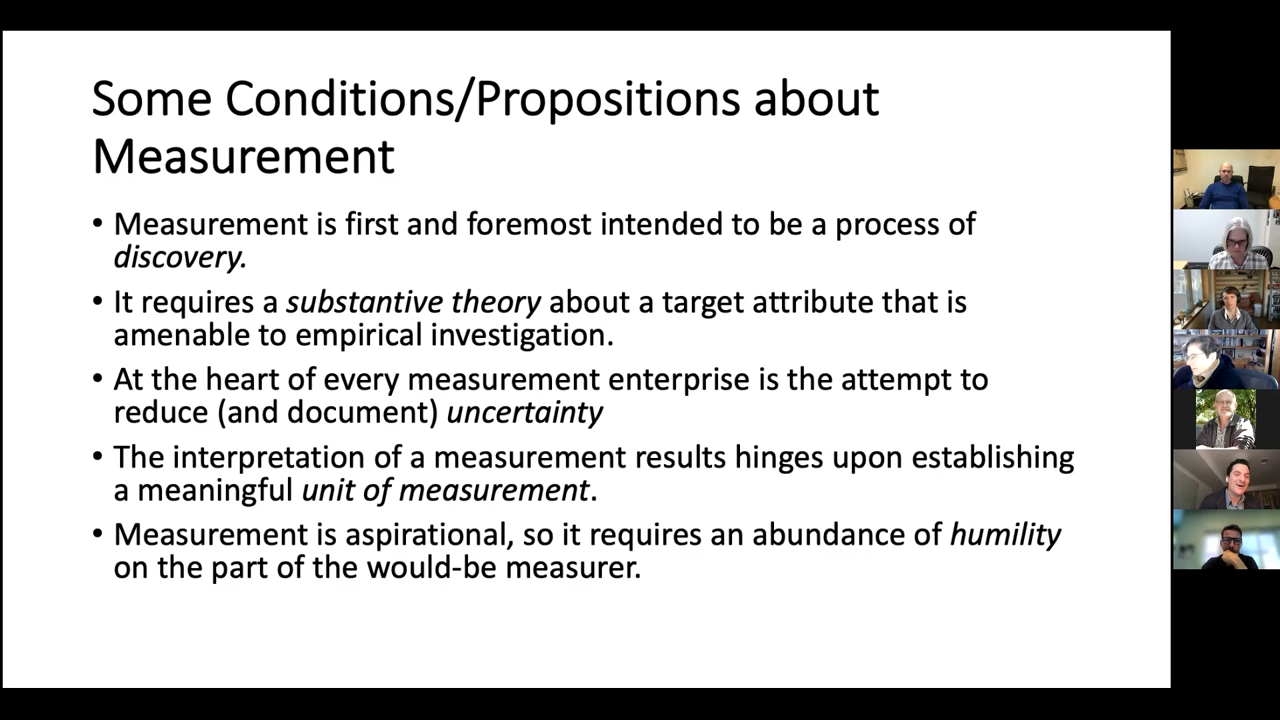 Some Conditions/Propositions about
Measurement
• Measurement is first and foremost intended to be a process of
discovery.
• It requires a substantive theory about a target attribute that is
amenable to empirical investigation.
• At the heart of every measurement enterprise is the attempt to
reduce (and document) uncertainty
• The interpretation of a measurement results hinges upon establishing
a meaningful unit of measurement.
• Measurement is aspirational, so it requires an abundance of humility
on the part of the would-be measurer.